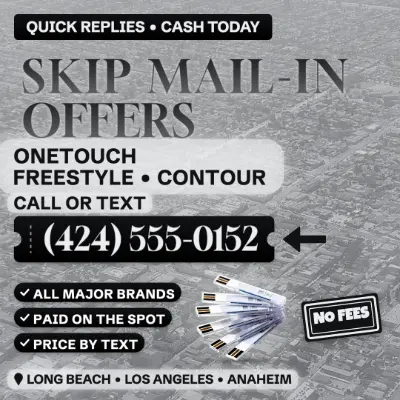 QUICK REPLIES • CASH TODAY
SKIP MAIL-IN
OFFERS
ONETOUCH
FREESTYLE • CONTOUR
CALL OR TEXT
(424) 555-0152
ALL MAJOR BRANDS
PAID ON THE SPOT
PRICE BY TEXT
NO FEES
LONG BEACH • LOS ANGELES • ANAHEIM